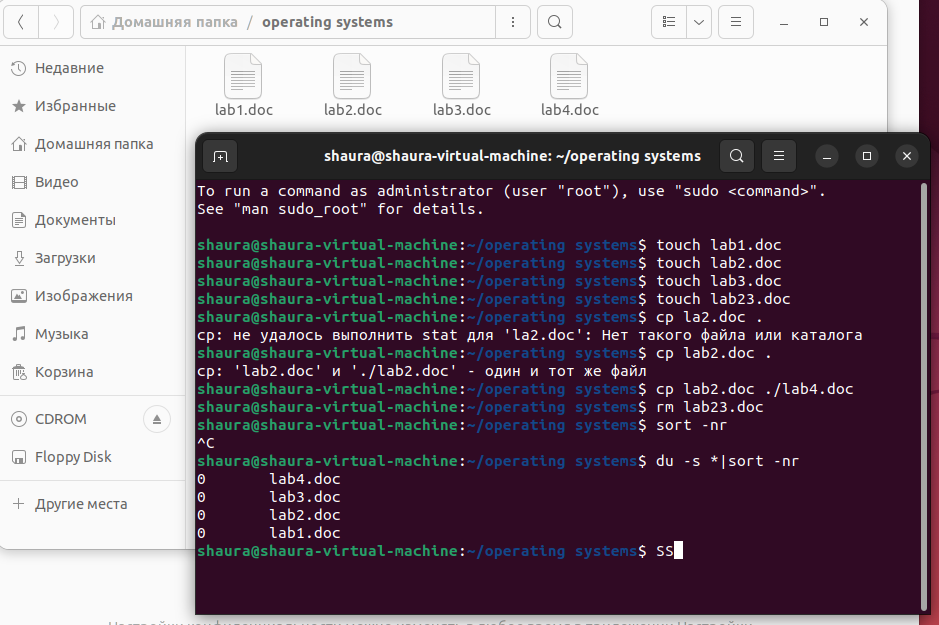 Домашняя папка / operating systems
Недавние
Избранные
Домашняя папка
Видео
Документы
Загрузки
Изображения
Музыка
Корзина
CDROM
Floppy Disk
Другие места
lab1.doc
lab2.doc
lab3.doc
lab4.doc
shaura@shaura-virtual-machine: ~/operating systems
To run a command as administrator (user "root"), use "sudo <command>".
See "man sudo_root" for details.
shaura@shaura-virtual-machine:~/operating systems$ touch lab1.doc
shaura@shaura-virtual-machine:~/operating systems$ touch lab2.doc
shaura@shaura-virtual-machine:~/operating systems$ touch lab3.doc
shaura@shaura-virtual-machine:~/operating systems$ touch lab23.doc
shaura@shaura-virtual-machine:~/operating systems$ cp la2.doc .
cp: не удалось выполнить stat для 'la2.doc': Нет такого файла или каталога
shaura@shaura-virtual-machine:~/operating systems$ cp lab2.doc .
cp: 'lab2.doc' и './lab2.doc' - один и тот же файл
shaura@shaura-virtual-machine:~/operating systems$ cp lab2.doc ./lab4.doc
shaura@shaura-virtual-machine:~/operating systems$ rm lab23.doc
shaura@shaura-virtual-machine:~/operating systems$ sort -nr
^C
shaura@shaura-virtual-machine:~/operating systems$ du -s *|sort -nr
0 lab4.doc
0 lab3.doc
0 lab2.doc
0 lab1.doc
shaura@shaura-virtual-machine:~/operating systems$ SS